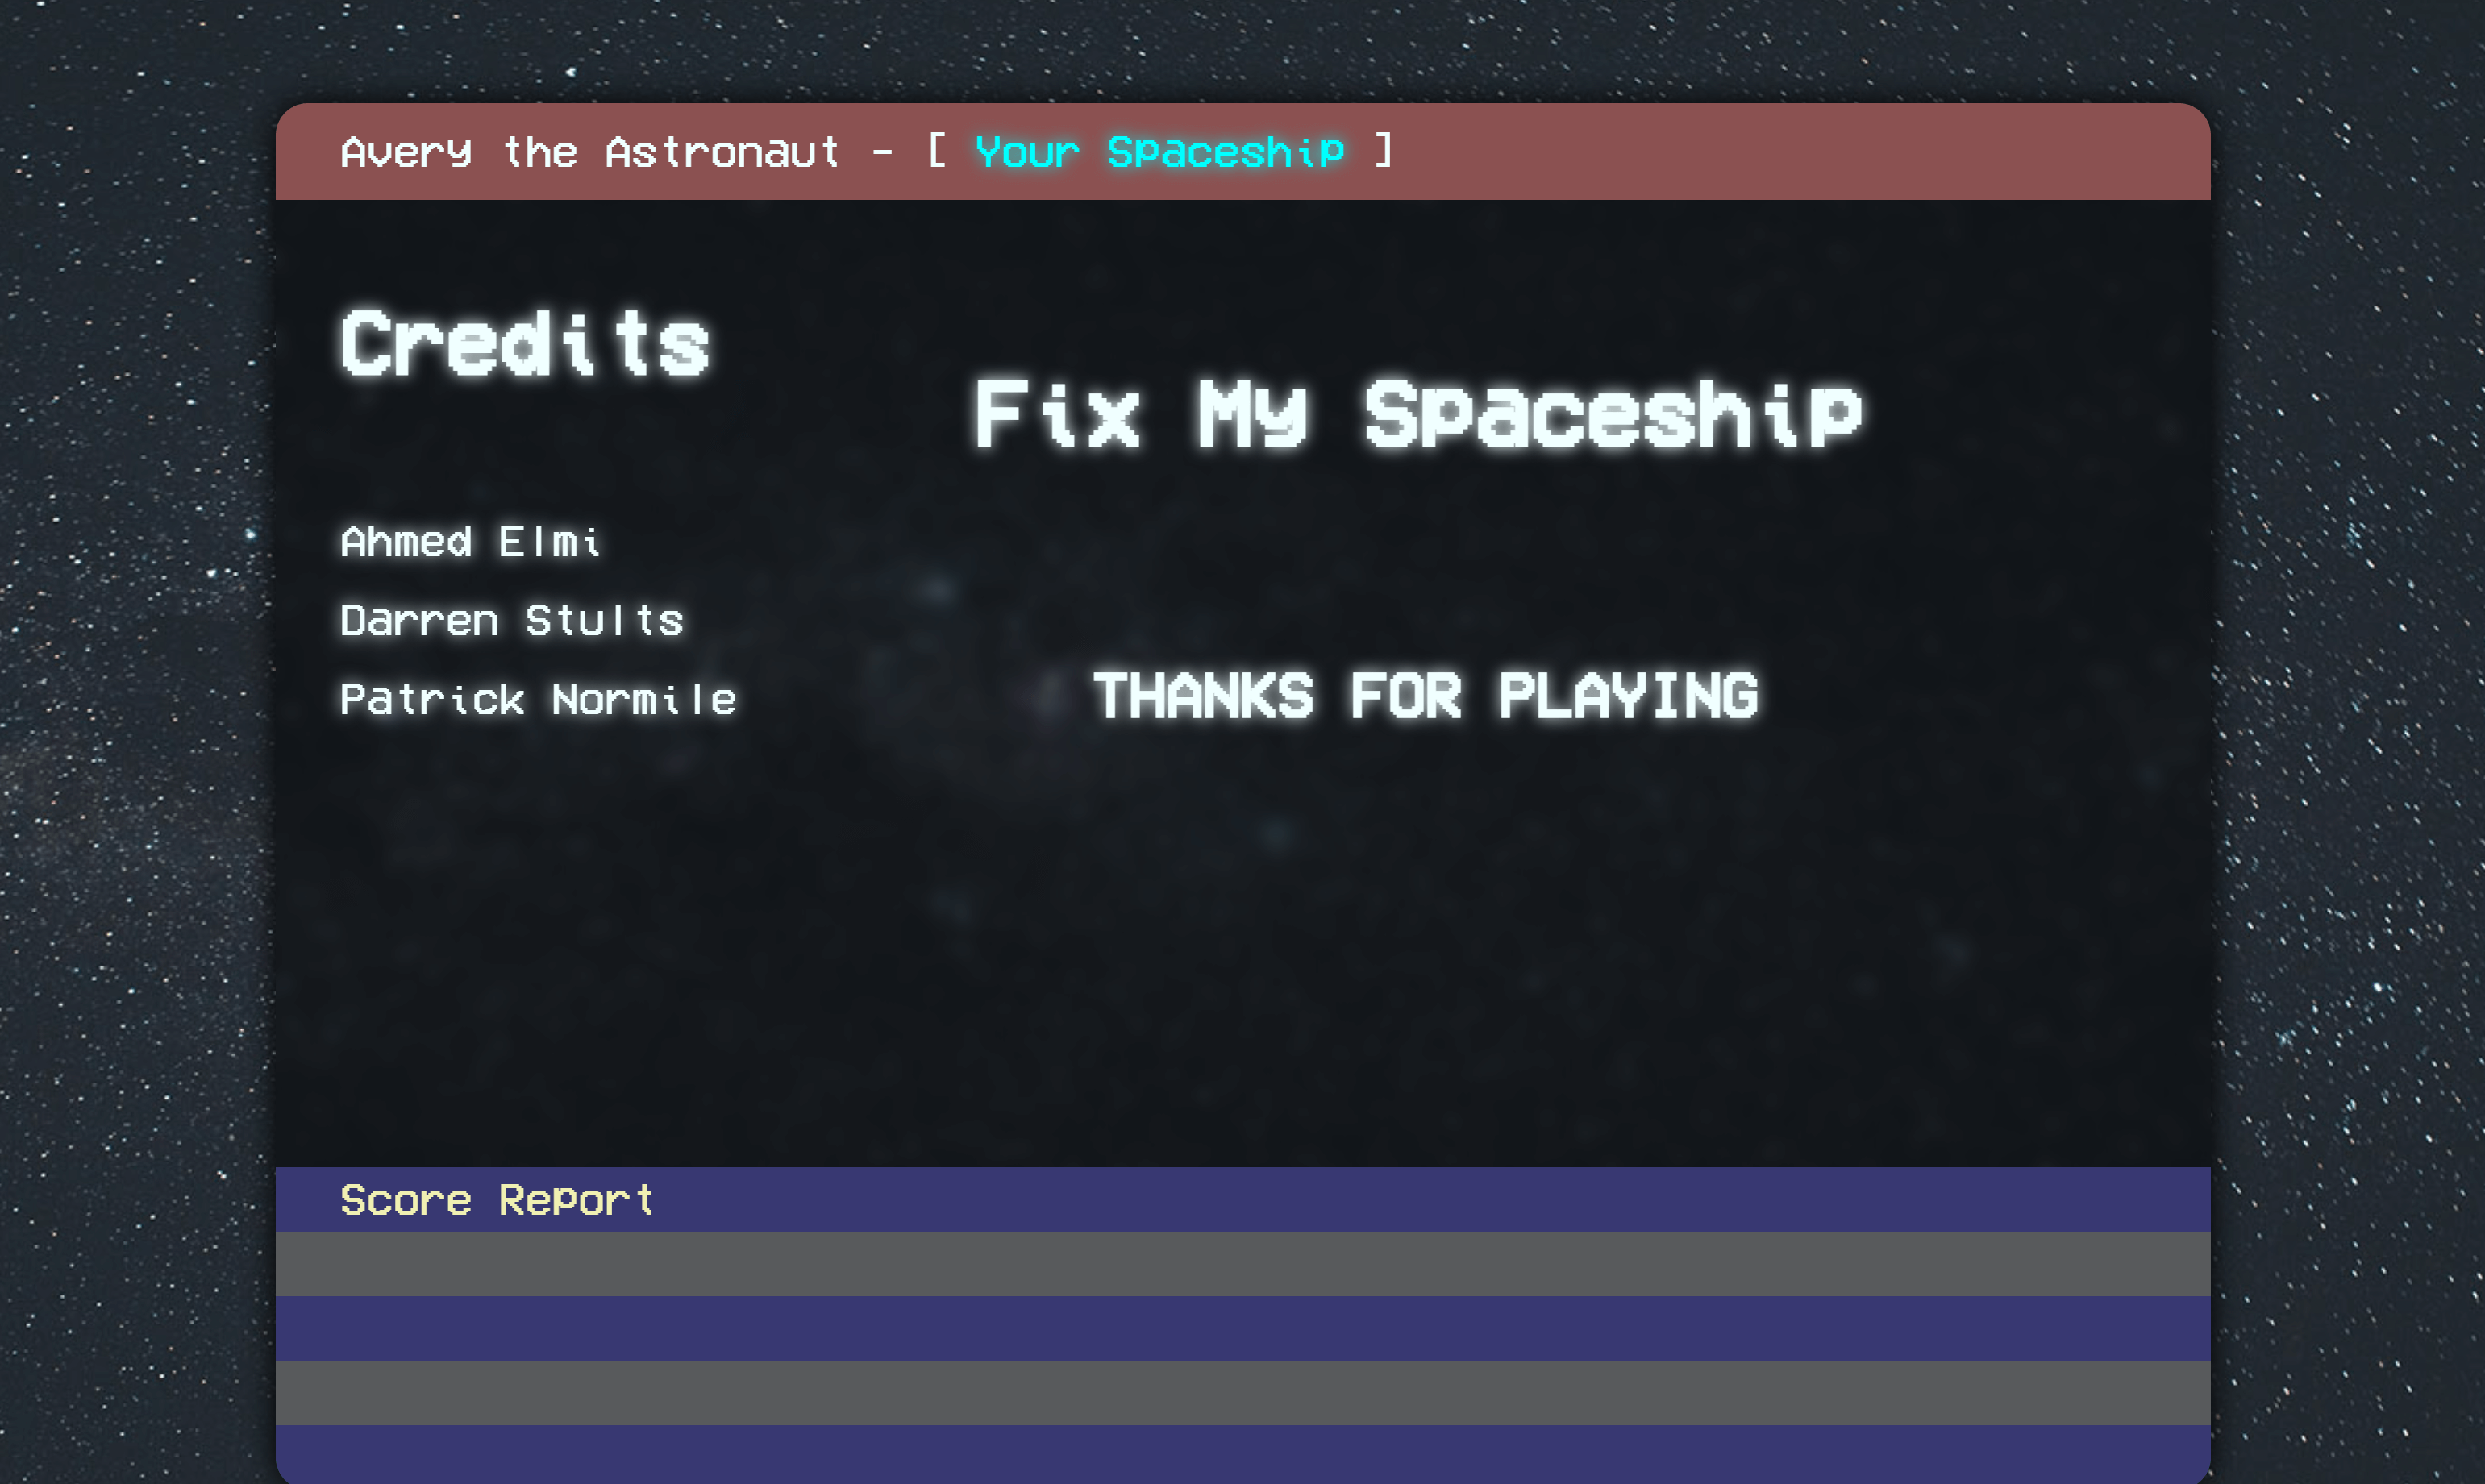 Avery the Astronaut - [ Your Spaceship ]
Credits
Fix My Spaceship
Ahmed Elmi
Darren Stults
Patrick Normile
THANKS FOR PLAYING
Score Report